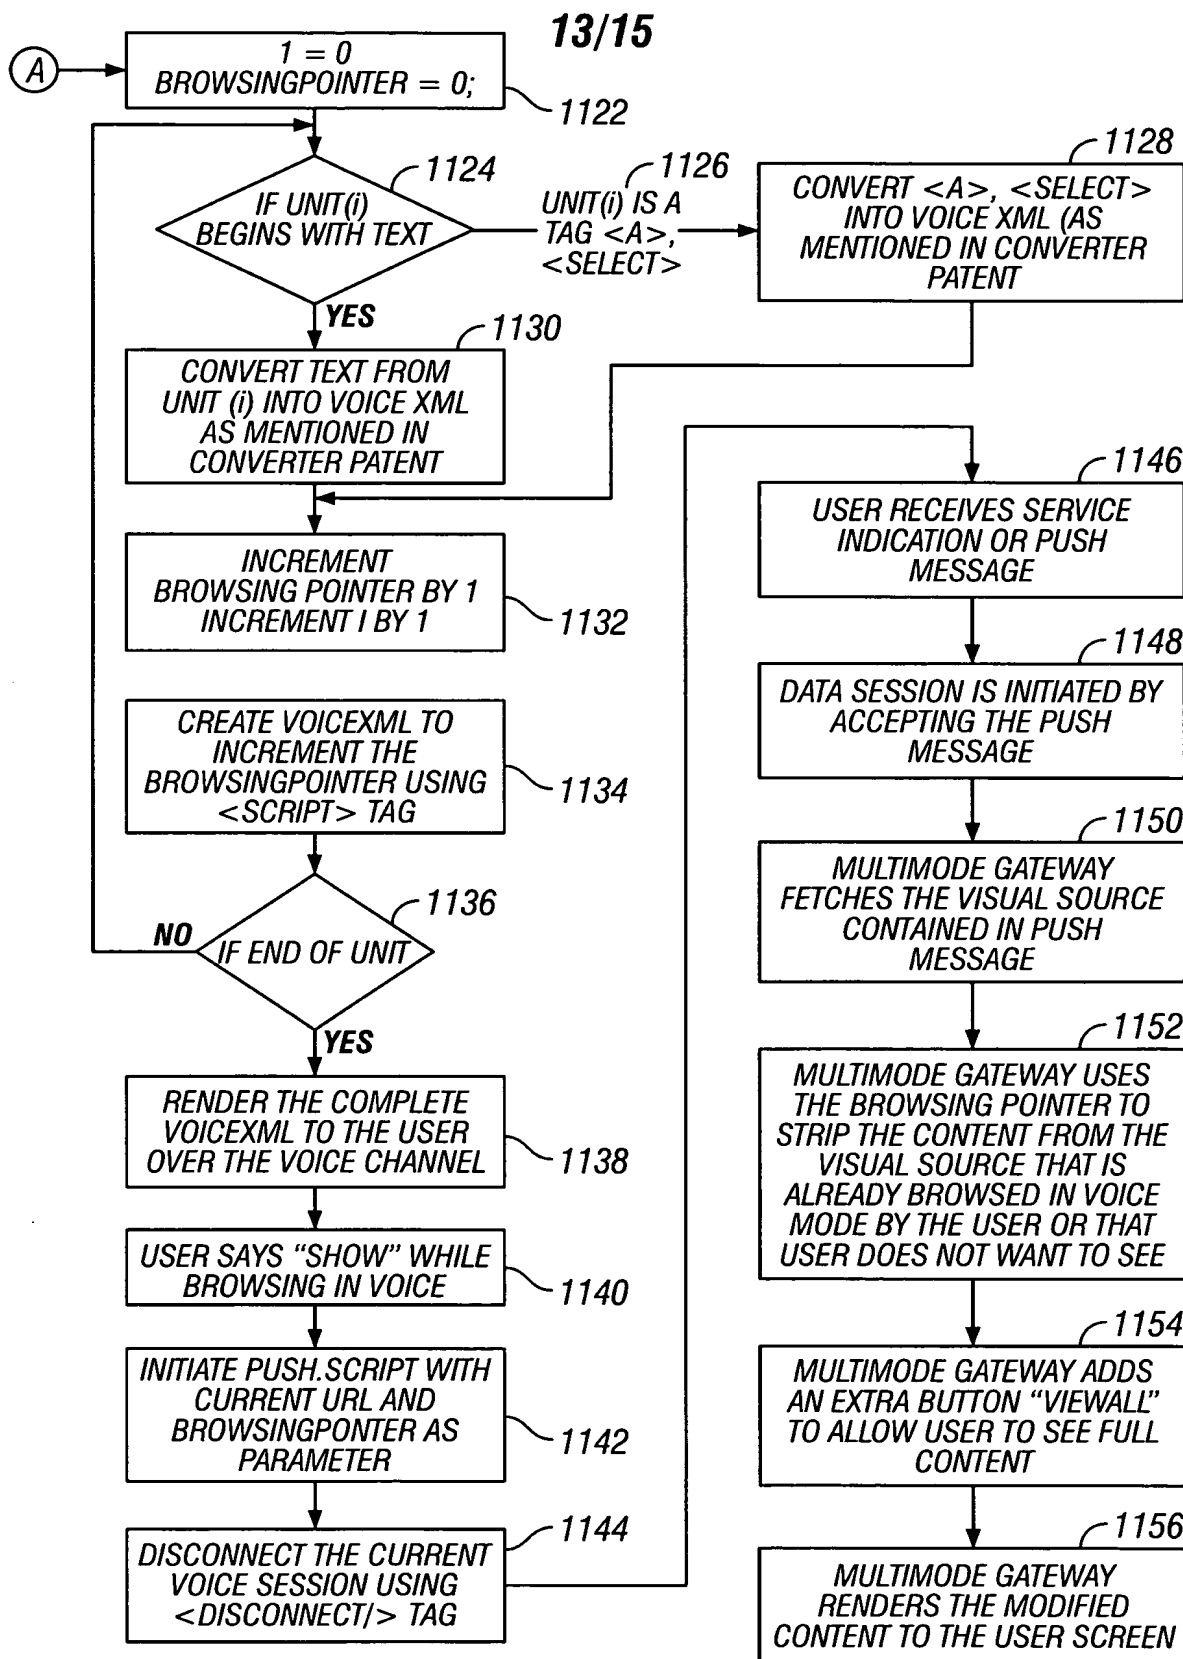 13/15
A
1 = 0
BROWSINGPOINTER = 0;
1122
1124
IF UNIT(i)
BEGINS WITH TEXT
1126
UNIT(i) IS A
TAG <A>,
<SELECT>
1128
CONVERT <A>, <SELECT>
INTO VOICE XML (AS
MENTIONED IN CONVERTER
PATENT
YES
1130
CONVERT TEXT FROM
UNIT (i) INTO VOICE XML
AS MENTIONED IN
CONVERTER PATENT
INCREMENT
BROWSING POINTER BY 1
INCREMENT I BY 1
1132
CREATE VOICEXML TO
INCREMENT THE
BROWSINGPOINTER USING
<SCRIPT> TAG
1134
1136
NO
IF END OF UNIT
YES
RENDER THE COMPLETE
VOICEXML TO THE USER
OVER THE VOICE CHANNEL
1138
USER SAYS “SHOW” WHILE
BROWSING IN VOICE
1140
INITIATE PUSH.SCRIPT WITH
CURRENT URL AND
BROWSINGPONTER AS
PARAMETER
1142
1144
DISCONNECT THE CURRENT
VOICE SESSION USING
<DISCONNECT/> TAG
1146
USER RECEIVES SERVICE
INDICATION OR PUSH
MESSAGE
1148
DATA SESSION IS INITIATED BY
ACCEPTING THE PUSH
MESSAGE
1150
MULTIMODE GATEWAY
FETCHES THE VISUAL SOURCE
CONTAINED IN PUSH
MESSAGE
1152
MULTIMODE GATEWAY USES
THE BROWSING POINTER TO
STRIP THE CONTENT FROM THE
VISUAL SOURCE THAT IS
ALREADY BROWSED IN VOICE
MODE BY THE USER OR THAT
USER DOES NOT WANT TO SEE
1154
MULTIMODE GATEWAY ADDS
AN EXTRA BUTTON “VIEWALL”
TO ALLOW USER TO SEE FULL
CONTENT
1156
MULTIMODE GATEWAY
RENDERS THE MODIFIED
CONTENT TO THE USER SCREEN